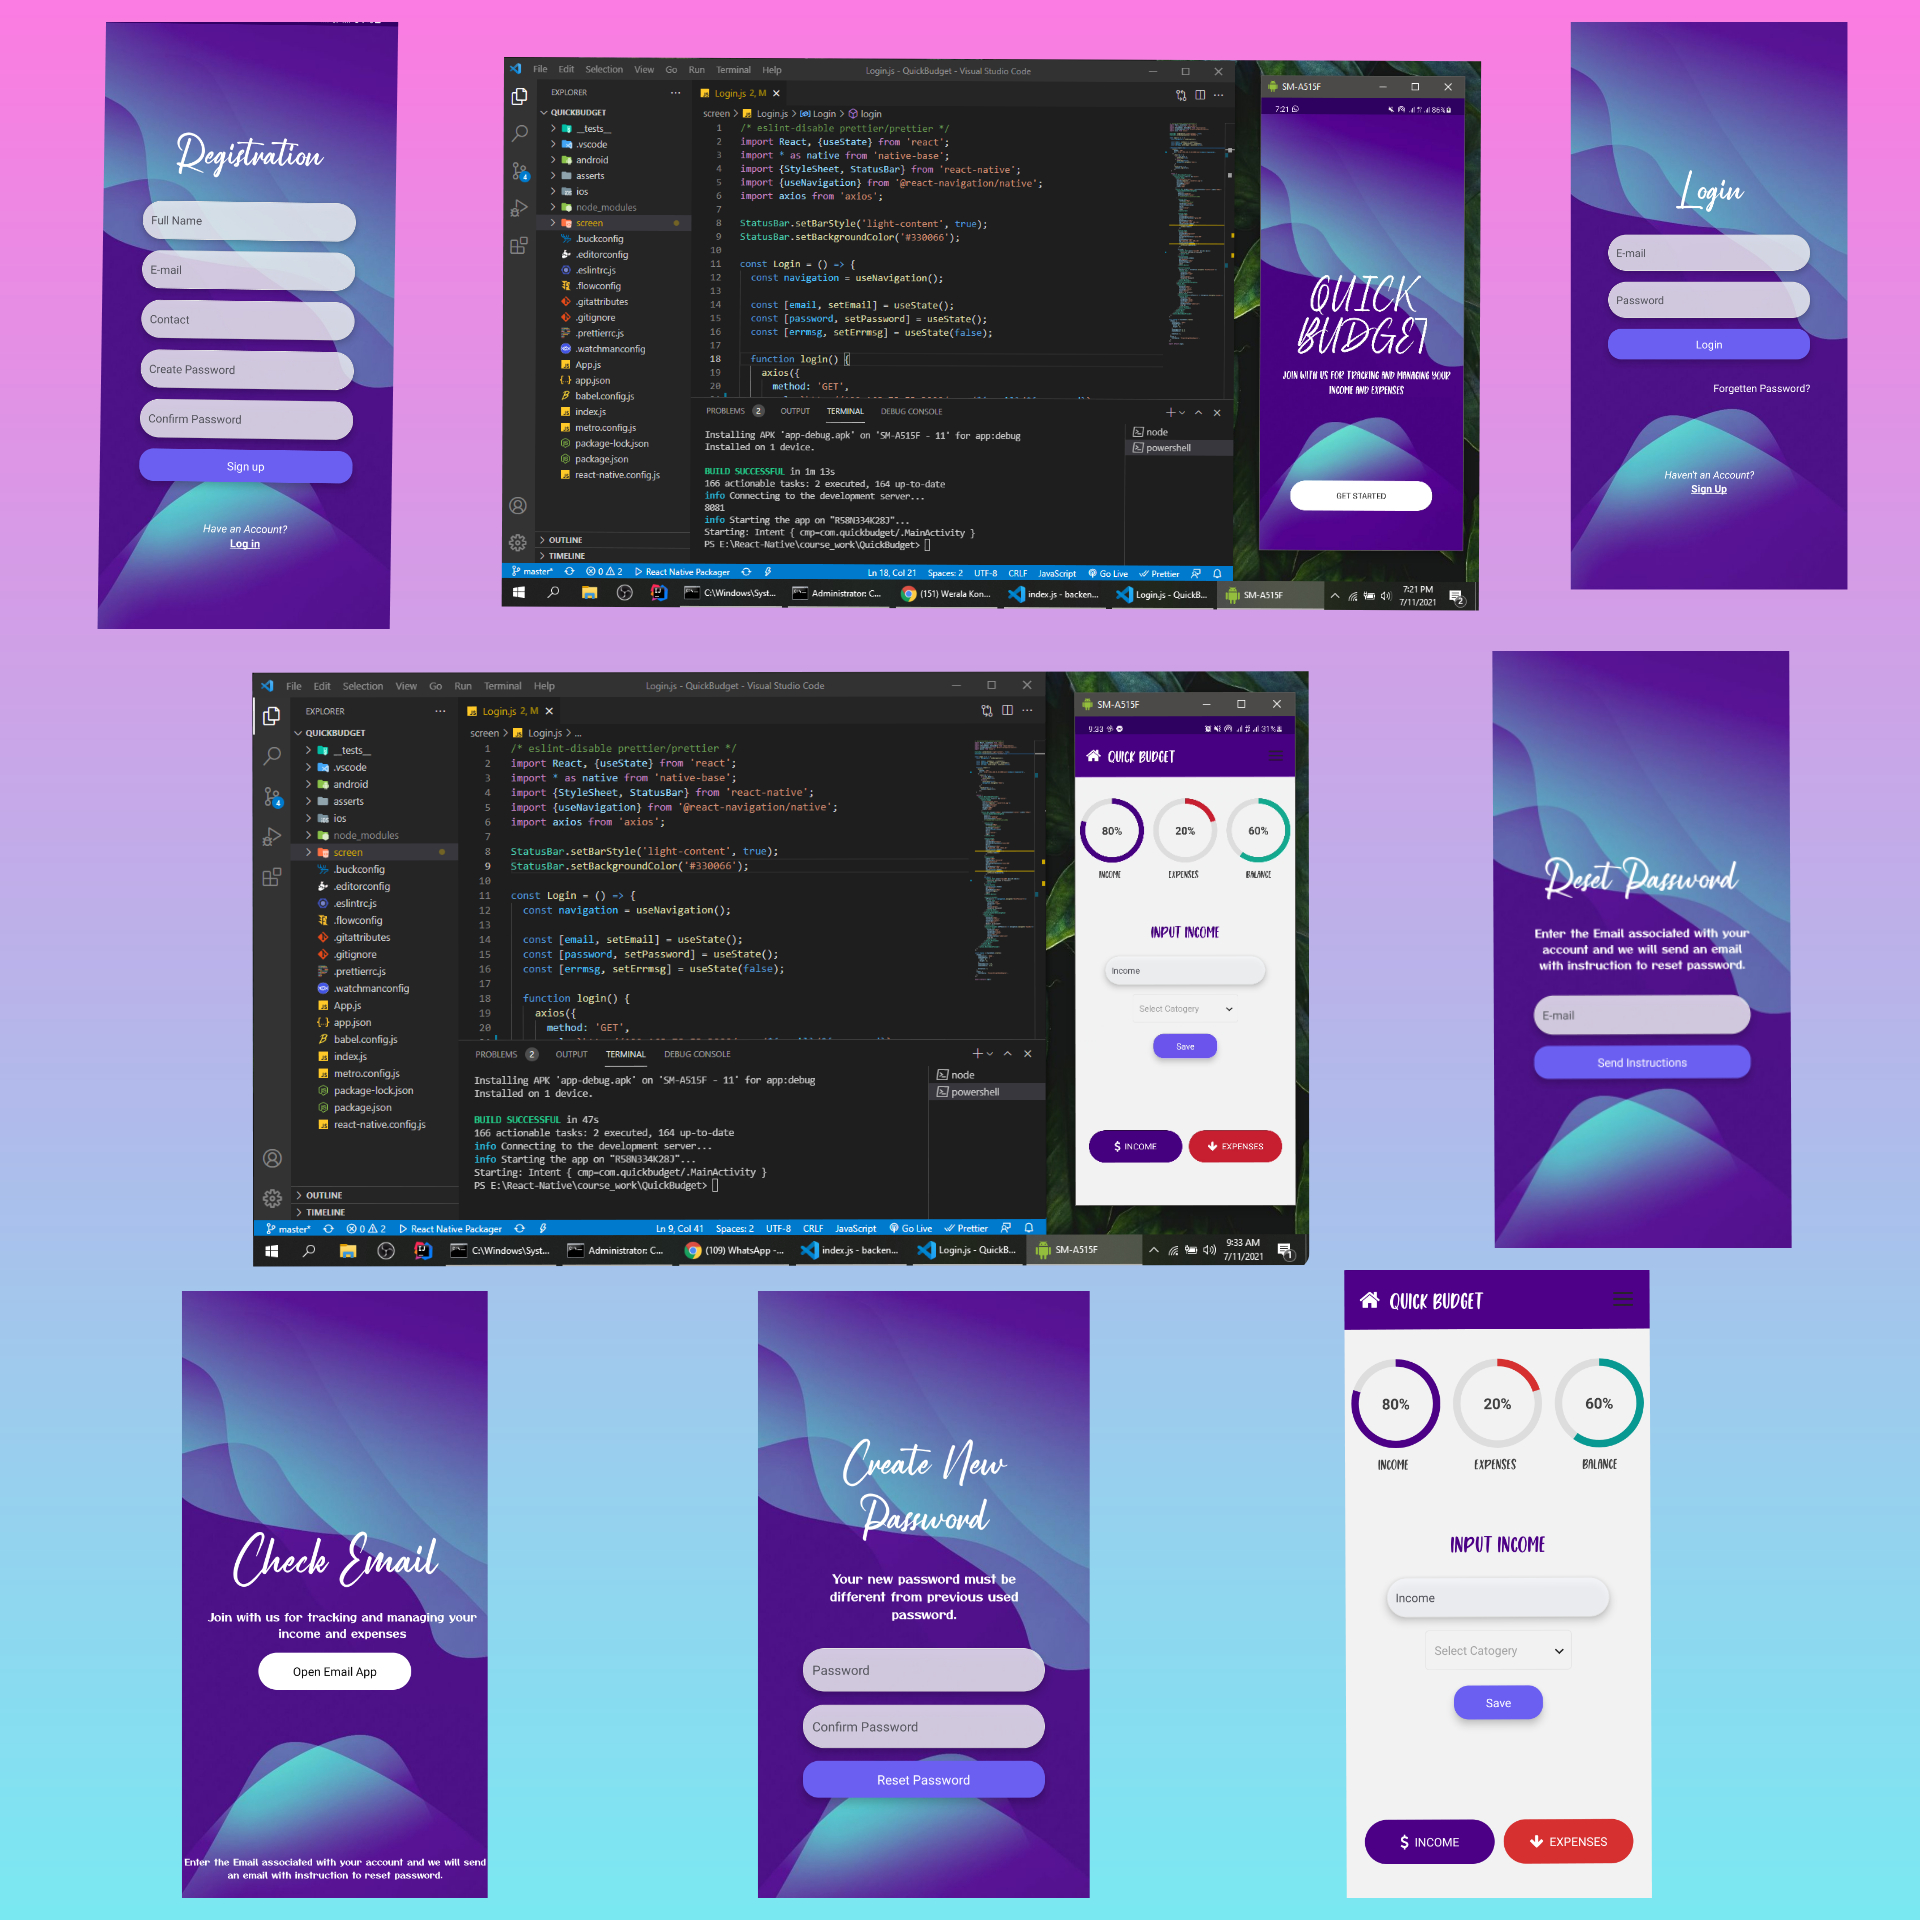 Registration
Full Name
E-mail
Contact
Create Password
Confirm Password
Sign up
Have an Account?
Log in
File Edit Selection View Go Run Terminal Help
Login.js - QuickBudget - Visual Studio Code
EXPLORER
QUICKBUDGET
__tests__
.vscode
android
asserts
ios
node_modules
screen
.buckconfig
.editorconfig
.eslintrc.js
.flowconfig
.gitattributes
.gitignore
.prettierrc.js
.watchmanconfig
App.js
app.json
babel.config.js
index.js
metro.config.js
package-lock.json
package.json
react-native.config.js
OUTLINE
TIMELINE
Login.js 2, M
screen > Login.js > Login > login
1 /* eslint-disable prettier/prettier */
2 import React, {useState} from 'react';
3 import * as native from 'native-base';
4 import {StyleSheet, StatusBar} from 'react-native';
5 import {useNavigation} from '@react-navigation/native';
6 import axios from 'axios';
7
8 StatusBar.setBarStyle('light-content', true);
9 StatusBar.setBackgroundColor('#330066');
10
11 const Login = () => {
12 const navigation = useNavigation();
13
14 const [email, setEmail] = useState();
15 const [password, setPassword] = useState();
16 const [errmsg, setErrmsg] = useState(false);
17
18 function login() {
19 axios({
20 method: 'GET',
PROBLEMS 2 OUTPUT TERMINAL DEBUG CONSOLE
Installing APK 'app-debug.apk' on 'SM-A515F - 11' for app:debug
Installed on 1 device.
BUILD SUCCESSFUL in 1m 13s
166 actionable tasks: 2 executed, 164 up-to-date
info Connecting to the development server...
8081
info Starting the app on "R58N334K28J"...
Starting: Intent { cmp=com.quickbudget/.MainActivity }
PS E:\React-Native\course_work\QuickBudget>
node
powershell
master* 0 2 React Native Packager
Ln 18, Col 21 Spaces: 2 UTF-8 CRLF JavaScript Go Live Prettier
C:\Windows\Syst... Administrator: C... (151) Werala Kon... index.js - backen... Login.js - QuickB... SM-A515F
7:21 PM
7/11/2021
2
SM-A515F
7:21
86%
QUICK
BUDGET
JOIN WITH US FOR TRACKING AND MANAGING YOUR
INCOME AND EXPENSES
GET STARTED
Login
E-mail
Password
Login
Forgetten Password?
Haven't an Account?
Sign Up
File Edit Selection View Go Run Terminal Help
Login.js - QuickBudget - Visual Studio Code
EXPLORER
QUICKBUDGET
__tests__
.vscode
android
asserts
ios
node_modules
screen
.buckconfig
.editorconfig
.eslintrc.js
.flowconfig
.gitattributes
.gitignore
.prettierrc.js
.watchmanconfig
App.js
app.json
babel.config.js
index.js
metro.config.js
package-lock.json
package.json
react-native.config.js
OUTLINE
TIMELINE
Login.js 2, M
screen > Login.js > ...
1 /* eslint-disable prettier/prettier */
2 import React, {useState} from 'react';
3 import * as native from 'native-base';
4 import {StyleSheet, StatusBar} from 'react-native';
5 import {useNavigation} from '@react-navigation/native';
6 import axios from 'axios';
7
8 StatusBar.setBarStyle('light-content', true);
9 StatusBar.setBackgroundColor('#330066');
10
11 const Login = () => {
12 const navigation = useNavigation();
13
14 const [email, setEmail] = useState();
15 const [password, setPassword] = useState();
16 const [errmsg, setErrmsg] = useState(false);
17
18 function login() {
19 axios({
20 method: 'GET',
PROBLEMS 2 OUTPUT TERMINAL DEBUG CONSOLE
Installing APK 'app-debug.apk' on 'SM-A515F - 11' for app:debug
Installed on 1 device.
BUILD SUCCESSFUL in 47s
166 actionable tasks: 2 executed, 164 up-to-date
info Connecting to the development server...
info Starting the app on "R58N334K28J"...
Starting: Intent { cmp=com.quickbudget/.MainActivity }
PS E:\React-Native\course_work\QuickBudget>
node
powershell
master* 0 2 React Native Packager
Ln 9, Col 41 Spaces: 2 UTF-8 CRLF JavaScript Go Live Prettier
C:\Windows\Syst... Administrator: C... (109) WhatsApp -... index.js - backen... Login.js - QuickB... SM-A515F
9:33 AM
7/11/2021
1
SM-A515F
9:33
31%
QUICK BUDGET
80% 20% 60%
INCOME EXPENSES BALANCE
INPUT INCOME
Income
Select Catogery
Save
$ INCOME EXPENSES
Reset Password
Enter the Email associated with your
account and we will send an email
with instruction to reset password.
E-mail
Send Instructions
Check Email
Join with us for tracking and managing your
income and expenses
Open Email App
Enter the Email associated with your account and we will send
an email with instruction to reset password.
Create New
Password
Your new password must be
different from previous used
password.
Password
Confirm Password
Reset Password
QUICK BUDGET
80% 20% 60%
INCOME EXPENSES BALANCE
INPUT INCOME
Income
Select Catogery
Save
$ INCOME EXPENSES